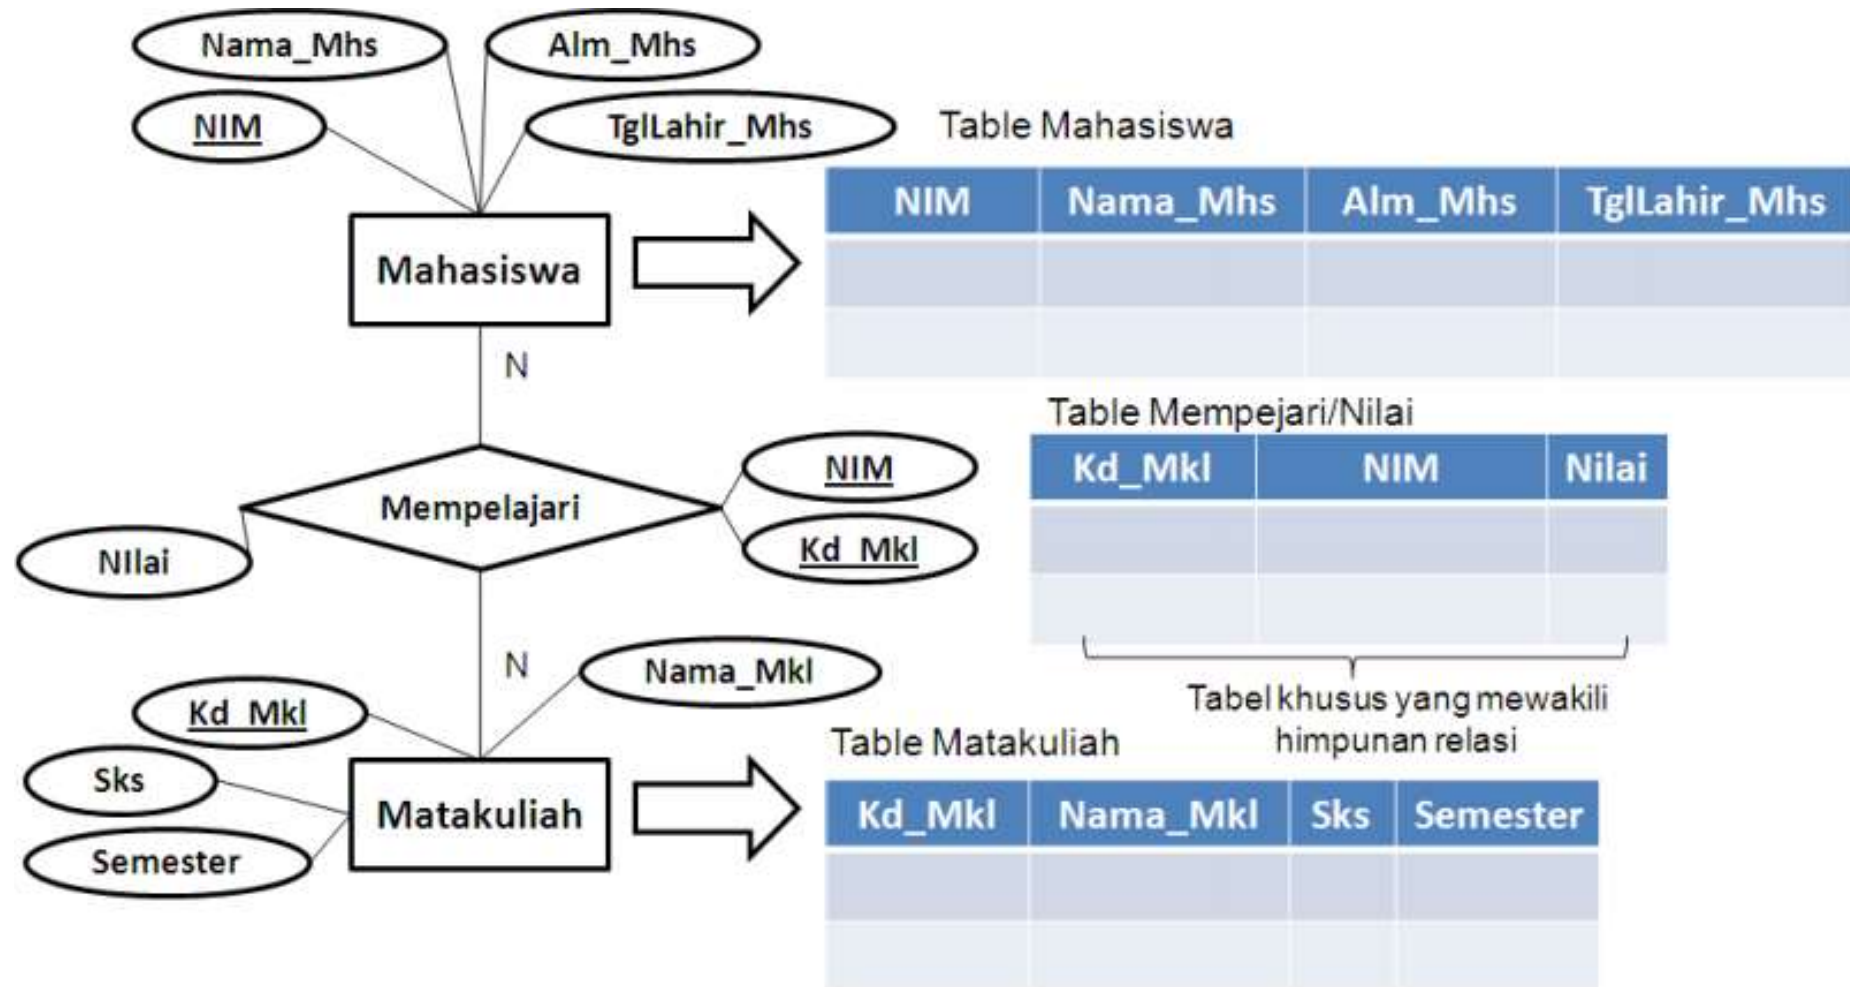 Nama_Mhs
Alm_Mhs
NIM
TglLahir_Mhs
Mahasiswa
N
Mempelajari
NIM
Kd_Mkl
NIlai
N
Nama_Mkl
Kd_Mkl
Sks
Semester
Matakuliah
Table Mahasiswa
NIM Nama_Mhs Alm_Mhs TglLahir_Mhs
Table Mempejari/Nilai
Kd_Mkl NIM Nilai
Tabel khusus yang mewakili
himpunan relasi
Table Matakuliah
Kd_Mkl Nama_Mkl Sks Semester